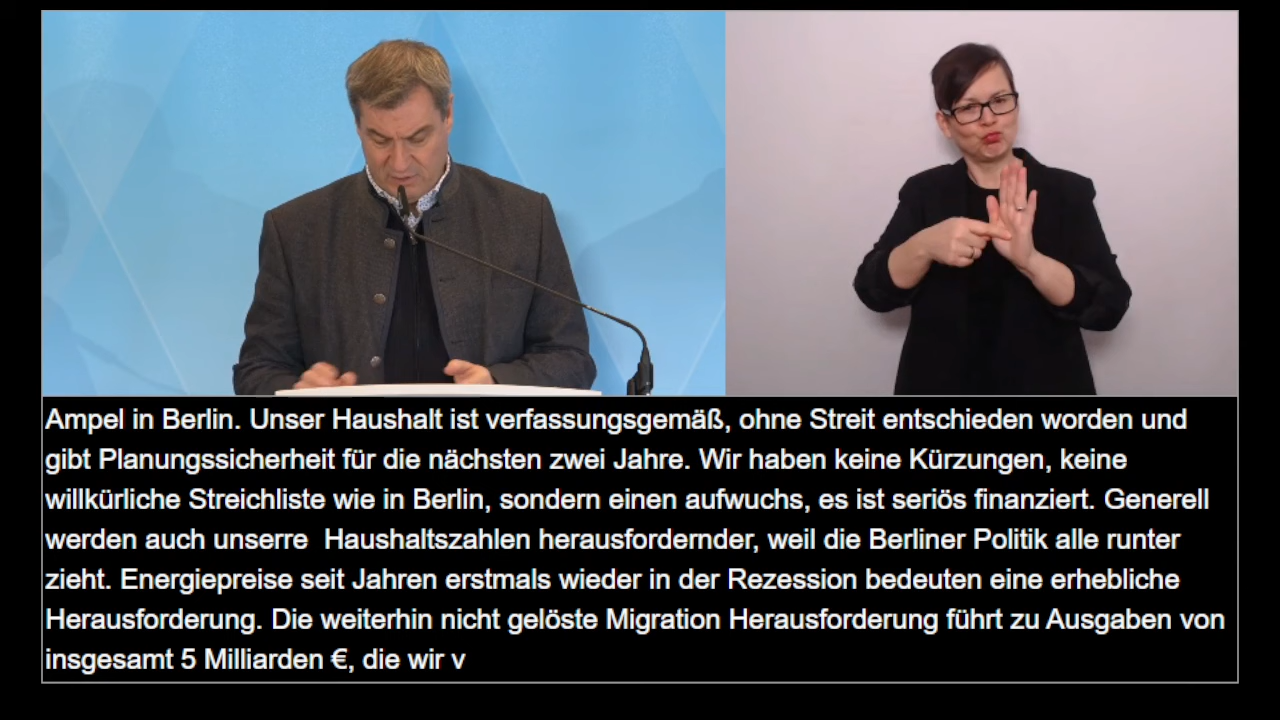 Ampel in Berlin. Unser Haushalt ist verfassungsgemäß, ohne Streit entschieden worden und
gibt Planungssicherheit für die nächsten zwei Jahre. Wir haben keine Kürzungen, keine
willkürliche Streichliste wie in Berlin, sondern einen aufwuchs, es ist seriös finanziert. Generell
werden auch unserre  Haushaltszahlen herausfordernder, weil die Berliner Politik alle runter
zieht. Energiepreise seit Jahren erstmals wieder in der Rezession bedeuten eine erhebliche
Herausforderung. Die weiterhin nicht gelöste Migration Herausforderung führt zu Ausgaben von
insgesamt 5 Milliarden €, die wir v